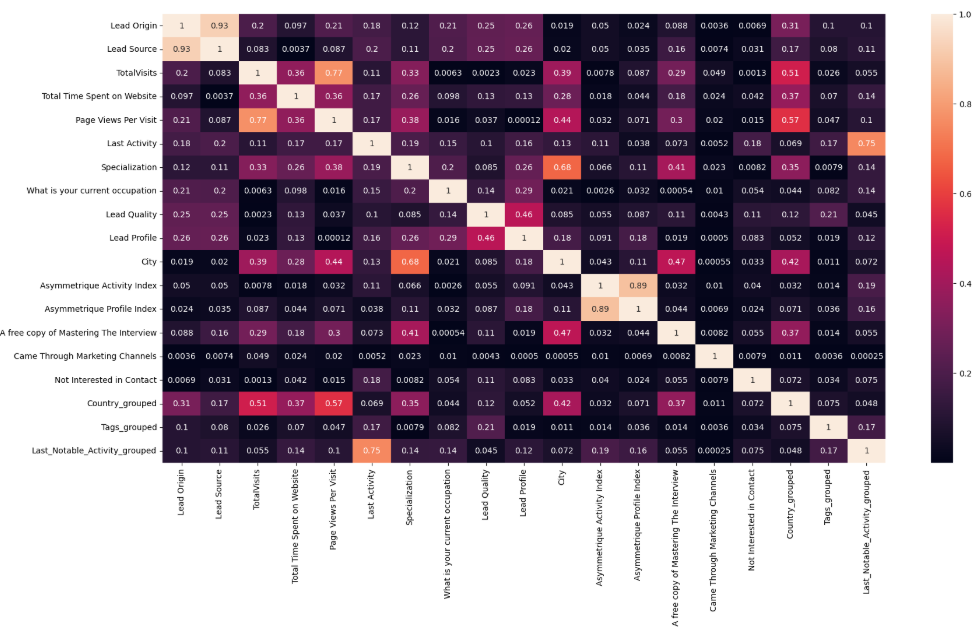 Lead Origin 1 0.93 0.2 0.097 0.21 0.18 0.12 0.21 0.25 0.26 0.019 0.05 0.024 0.088 0.0036 0.0069 0.31 0.1 0.1
Lead Source 0.93 1 0.083 0.0037 0.087 0.2 0.11 0.2 0.25 0.26 0.02 0.05 0.035 0.16 0.0074 0.031 0.17 0.08 0.11
TotalVisits 0.2 0.083 1 0.36 0.77 0.11 0.33 0.0063 0.0023 0.023 0.39 0.0078 0.087 0.29 0.049 0.0013 0.51 0.026 0.055
Total Time Spent on Website 0.097 0.0037 0.36 1 0.36 0.17 0.26 0.098 0.13 0.13 0.28 0.018 0.044 0.18 0.024 0.042 0.37 0.07 0.14
Page Views Per Visit 0.21 0.087 0.77 0.36 1 0.17 0.38 0.016 0.037 0.00012 0.44 0.032 0.071 0.3 0.02 0.015 0.57 0.047 0.1
Last Activity 0.18 0.2 0.11 0.17 0.17 1 0.19 0.15 0.1 0.16 0.13 0.11 0.038 0.073 0.0052 0.18 0.069 0.17 0.75
Specialization 0.12 0.11 0.33 0.26 0.38 0.19 1 0.2 0.085 0.26 0.68 0.066 0.11 0.41 0.023 0.0082 0.35 0.0079 0.14
What is your current occupation 0.21 0.2 0.0063 0.098 0.016 0.15 0.2 1 0.14 0.29 0.021 0.0026 0.032 0.00054 0.01 0.054 0.044 0.082 0.14
Lead Quality 0.25 0.25 0.0023 0.13 0.037 0.1 0.085 0.14 1 0.46 0.085 0.055 0.087 0.11 0.0043 0.11 0.12 0.21 0.045
Lead Profile 0.26 0.26 0.023 0.13 0.00012 0.16 0.26 0.29 0.46 1 0.18 0.091 0.18 0.019 0.0005 0.083 0.052 0.019 0.12
City 0.019 0.02 0.39 0.28 0.44 0.13 0.68 0.021 0.085 0.18 1 0.043 0.11 0.47 0.00055 0.033 0.42 0.011 0.072
Asymmetrique Activity Index 0.05 0.05 0.0078 0.018 0.032 0.11 0.066 0.0026 0.055 0.091 0.043 1 0.89 0.032 0.01 0.04 0.032 0.014 0.19
Asymmetrique Profile Index 0.024 0.035 0.087 0.044 0.071 0.038 0.11 0.032 0.087 0.18 0.11 0.89 1 0.044 0.0069 0.024 0.071 0.036 0.16
A free copy of Mastering The Interview 0.088 0.16 0.29 0.18 0.3 0.073 0.41 0.00054 0.11 0.019 0.47 0.032 0.044 1 0.0082 0.055 0.37 0.014 0.055
Came Through Marketing Channels 0.0036 0.0074 0.049 0.024 0.02 0.0052 0.023 0.01 0.0043 0.0005 0.00055 0.01 0.0069 0.0082 1 0.0079 0.011 0.0036 0.00025
Not Interested in Contact 0.0069 0.031 0.0013 0.042 0.015 0.18 0.0082 0.054 0.11 0.083 0.033 0.04 0.024 0.055 0.0079 1 0.072 0.034 0.075
Country_grouped 0.31 0.17 0.51 0.37 0.57 0.069 0.35 0.044 0.12 0.052 0.42 0.032 0.071 0.37 0.011 0.072 1 0.075 0.048
Tags_grouped 0.1 0.08 0.026 0.07 0.047 0.17 0.0079 0.082 0.21 0.019 0.011 0.014 0.036 0.014 0.0036 0.034 0.075 1 0.17
Last_Notable_Activity_grouped 0.1 0.11 0.055 0.14 0.1 0.75 0.14 0.14 0.045 0.12 0.072 0.19 0.16 0.055 0.00025 0.075 0.048 0.17 1
Lead Origin
Lead Source
TotalVisits
Total Time Spent on Website
Page Views Per Visit
Last Activity
Specialization
What is your current occupation
Lead Quality
Lead Profile
City
Asymmetrique Activity Index
Asymmetrique Profile Index
A free copy of Mastering The Interview
Came Through Marketing Channels
Not Interested in Contact
Country_grouped
Tags_grouped
Last_Notable_Activity_grouped
1.0
0.8
0.6
0.4
0.2